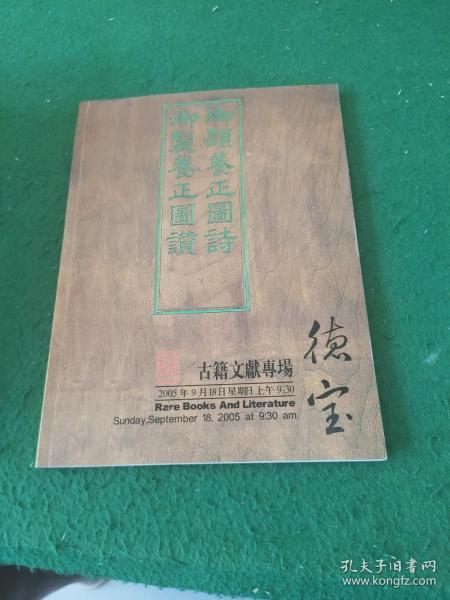 御題養正圖詩
御製養正圖讃
古籍文獻專場
2005年9月18日星期日上午9:30
Rare Books And Literature
Sunday,September 18, 2005 at 9:30 am
德宝
孔夫子旧书网
www.kongfz.com